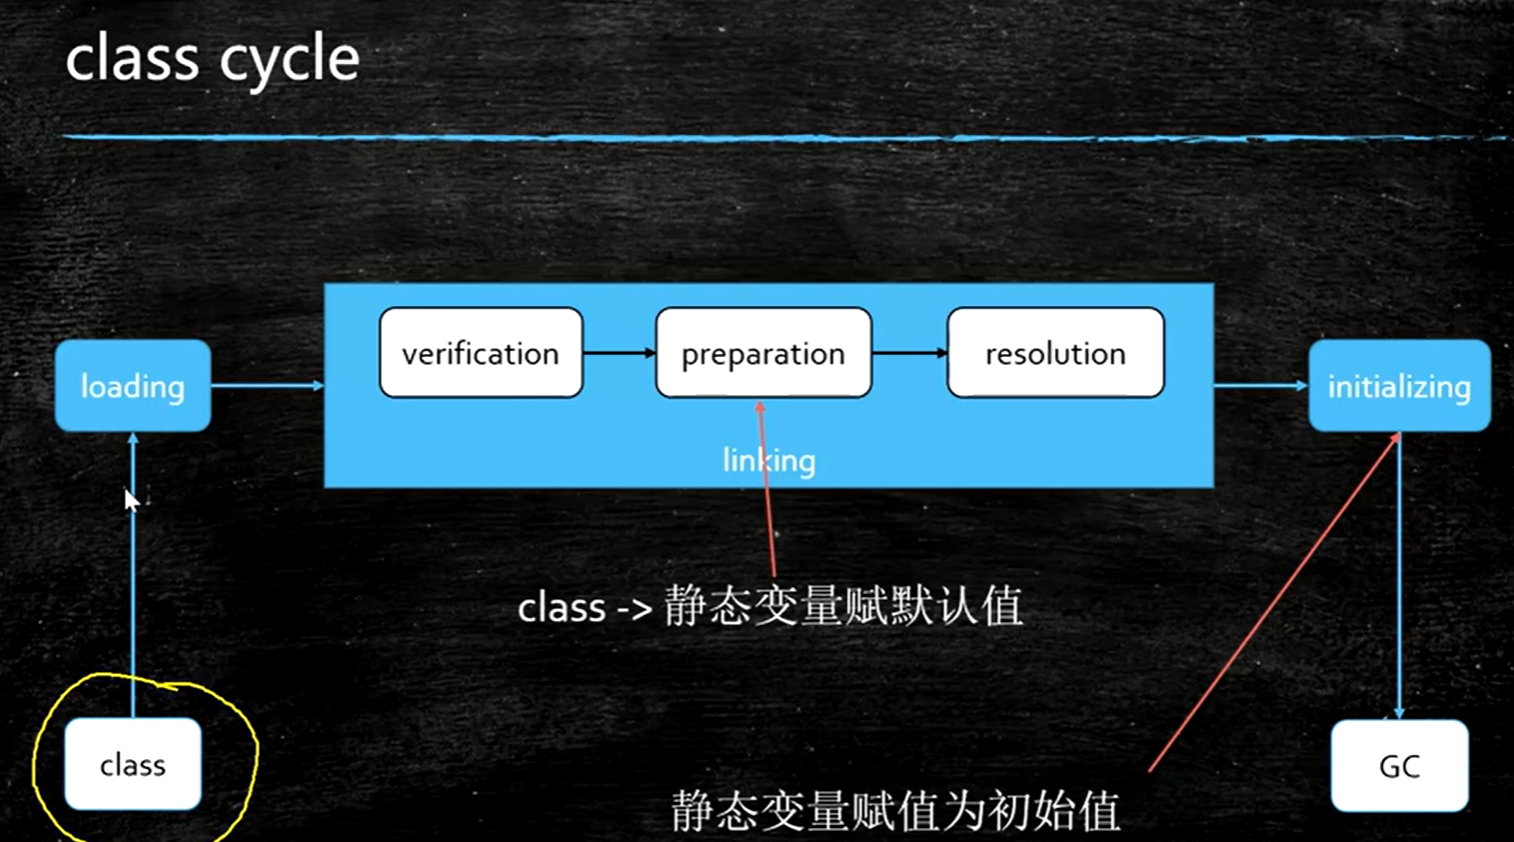 class cycle
verification
preparation
resolution
loading
initializing
linking
class -> 静态变量赋默认值
class
GC
静态变量赋值为初始值